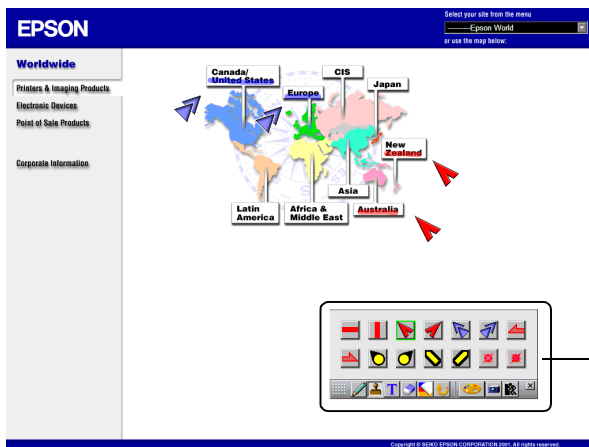 Select your site from the menu
EPSON
----------Epson World
or use the map below:
Worldwide
Printers & Imaging Products
Electronic Devices
Point of Sale Products
Corporate Information
Canada/
United States
Europe
CIS
Japan
New
Zealand
Asia
Latin
America
Africa &
Middle East
Australia
T
Copyright © SEIKO EPSON CORPORATION 2001. All rights reserved.